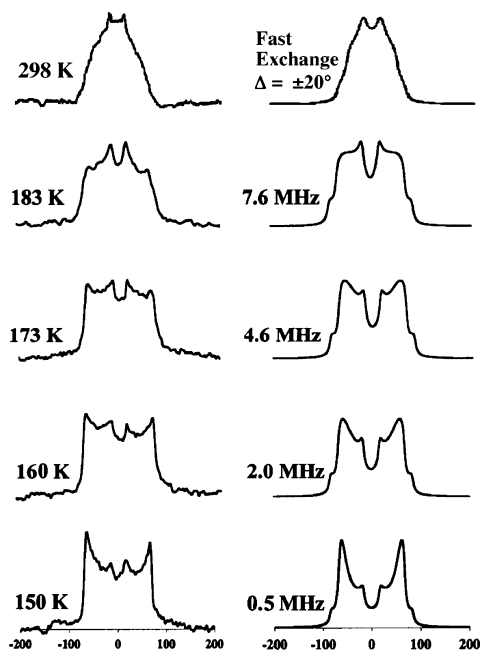 298 K
Fast
Exchange
Δ = ±20°
183 K
7.6 MHz
173 K
4.6 MHz
160 K
2.0 MHz
150 K
0.5 MHz
-200 -100 0 100 200
-200 -100 0 100 200